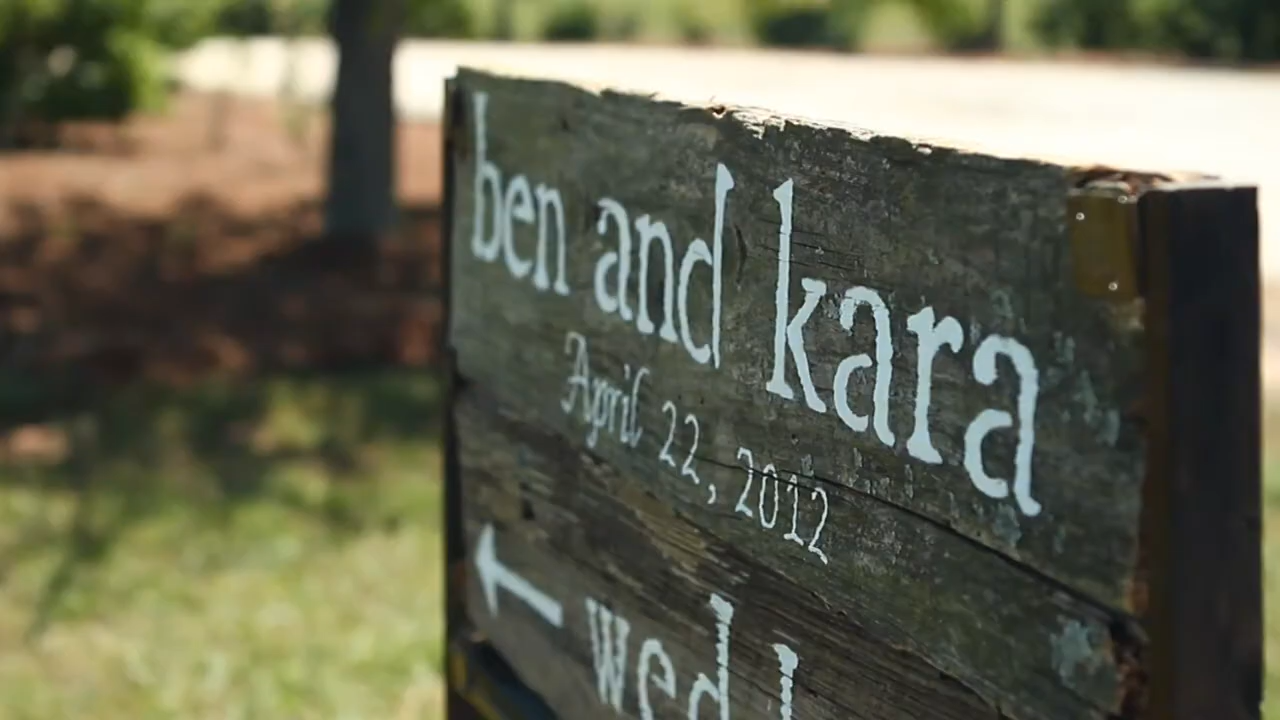 ben and kara
April 22, 2012
←